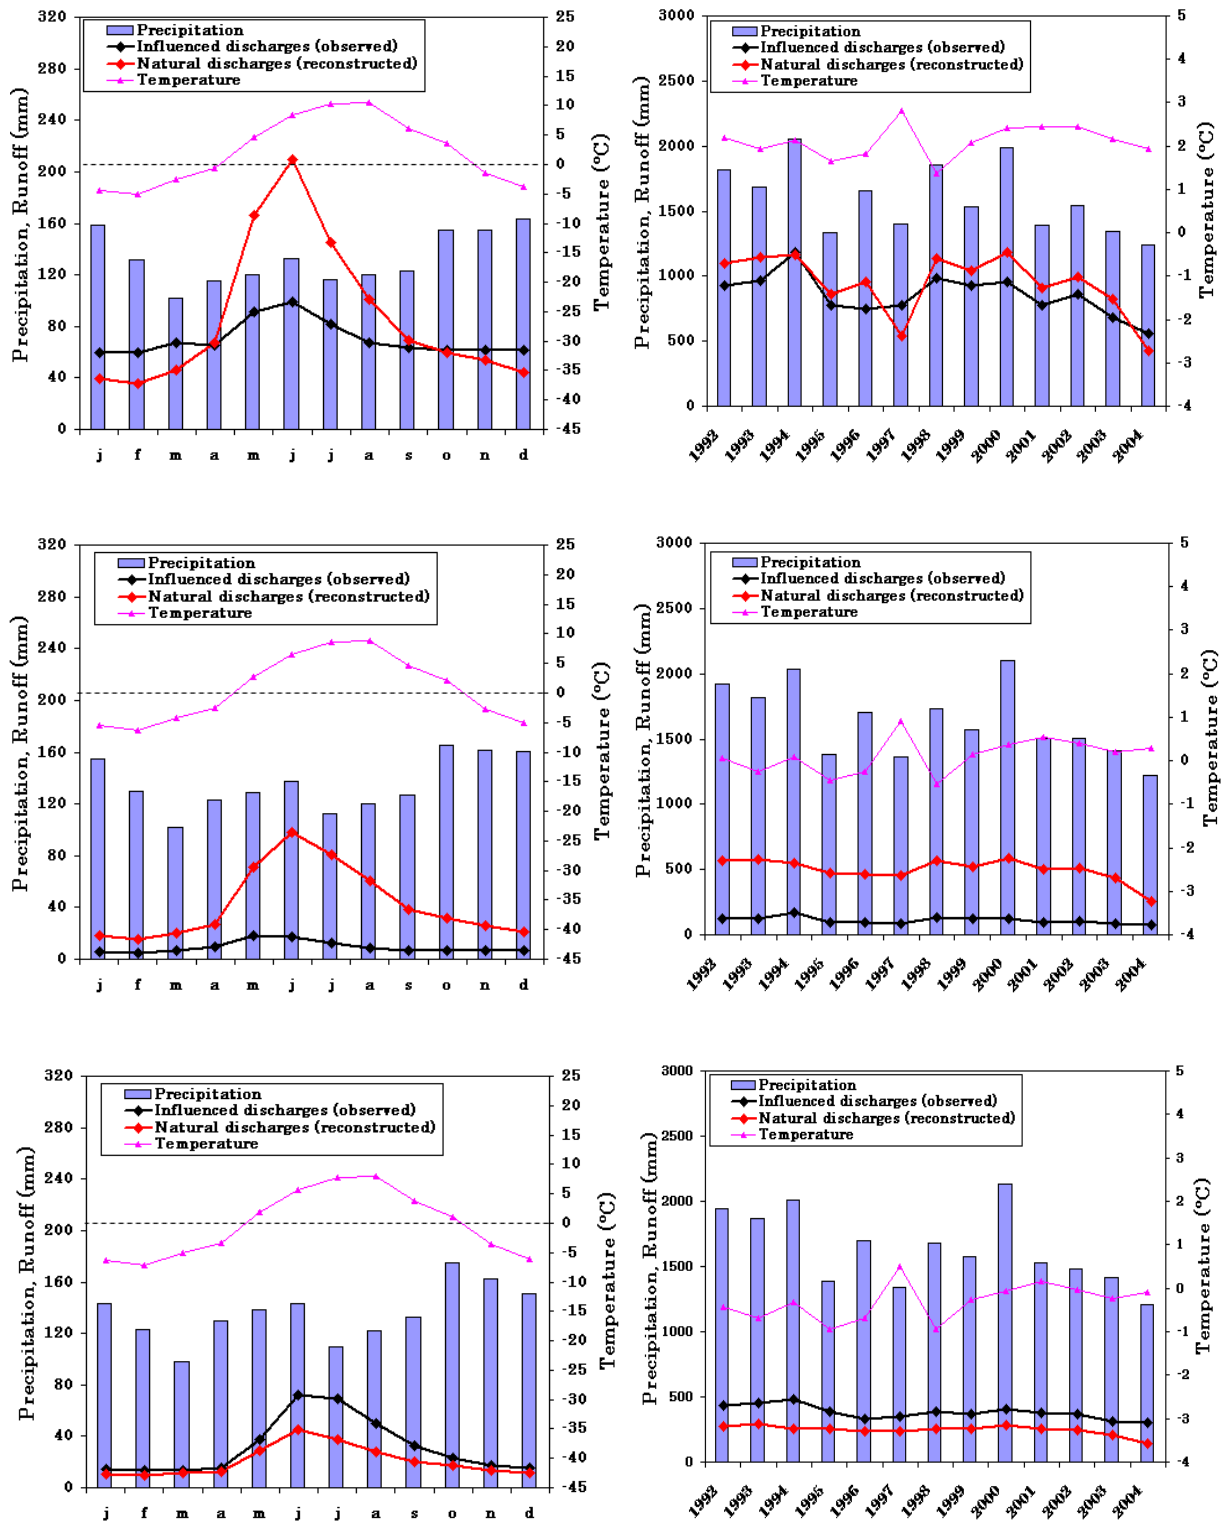 320
280
240
200
160
120
80
40
0
Precipitation, Runoff (mm)
Precipitation
Influenced discharges (observed)
Natural discharges (reconstructed)
Temperature
25
20
15
10
5
0
-5
-10
-15
-20
-25
-30
-35
-40
-45
Temperature (°C)
j f m a m j j a s o n d
3000
2500
2000
1500
1000
500
0
Precipitation, Runoff (mm)
Precipitation
Influenced discharges (observed)
Natural discharges (reconstructed)
Temperature
5
4
3
2
1
0
-1
-2
-3
-4
Temperature (°C)
1992 1993 1994 1995 1996 1997 1998 1999 2000 2001 2002 2003 2004
320
280
240
200
160
120
80
40
0
Precipitation, Runoff (mm)
Precipitation
Influenced discharges (observed)
Natural discharges (reconstructed)
Temperature
25
20
15
10
5
0
-5
-10
-15
-20
-25
-30
-35
-40
-45
Temperature (°C)
j f m a m j j a s o n d
3000
2500
2000
1500
1000
500
0
Precipitation, Runoff (mm)
Precipitation
Influenced discharges (observed)
Natural discharges (reconstructed)
Temperature
5
4
3
2
1
0
-1
-2
-3
-4
Temperature (°C)
1992 1993 1994 1995 1996 1997 1998 1999 2000 2001 2002 2003 2004
320
280
240
200
160
120
80
40
0
Precipitation, Runoff (mm)
Precipitation
Influenced discharges (observed)
Natural discharges (reconstructed)
Temperature
25
20
15
10
5
0
-5
-10
-15
-20
-25
-30
-35
-40
-45
Temperature (°C)
j f m a m j j a s o n d
3000
2500
2000
1500
1000
500
0
Precipitation, Runoff (mm)
Precipitation
Influenced discharges (observed)
Natural discharges (reconstructed)
Temperature
5
4
3
2
1
0
-1
-2
-3
-4
Temperature (°C)
1992 1993 1994 1995 1996 1997 1998 1999 2000 2001 2002 2003 2004